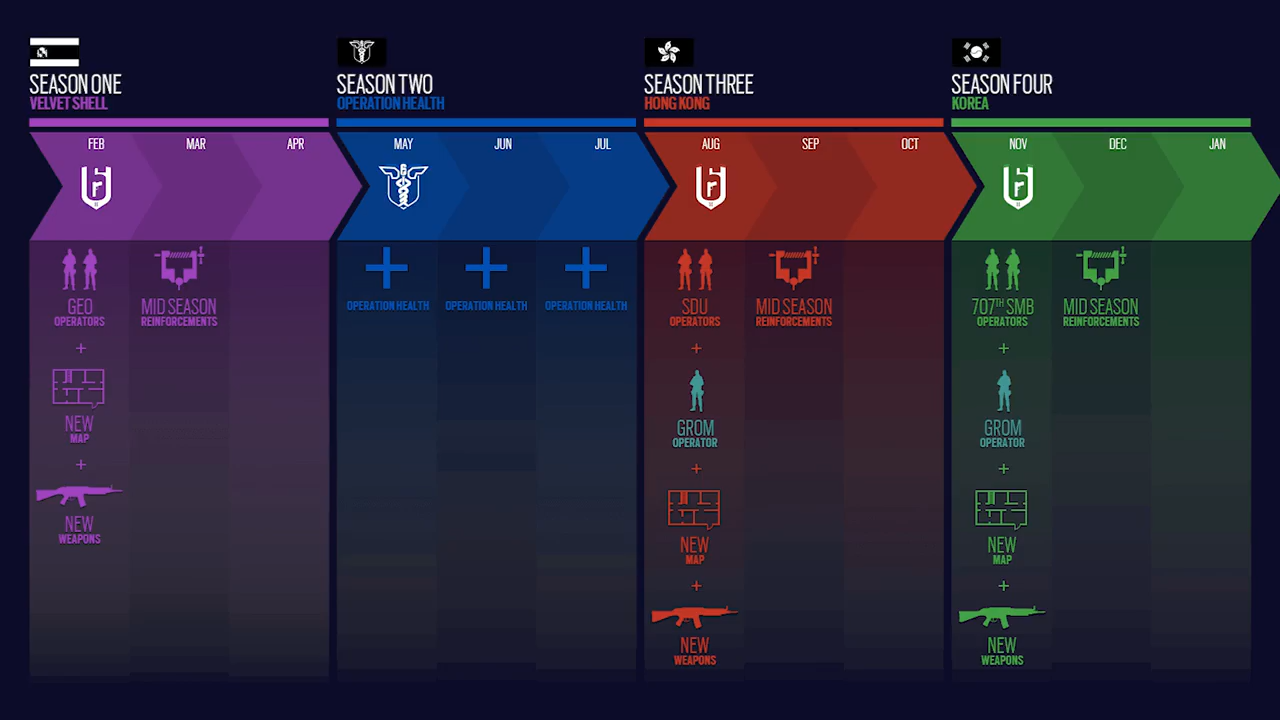 SEASON ONE
VELVET SHELL
FEB
MAR
APR
GEO
OPERATORS
+
NEW
MAP
+
NEW
WEAPONS
MID SEASON
REINFORCEMENTS
SEASON TWO
OPERATION HEALTH
MAY
JUN
JUL
OPERATION HEALTH
OPERATION HEALTH
OPERATION HEALTH
SEASON THREE
HONG KONG
AUG
SEP
OCT
SDU
OPERATORS
+
GROM
OPERATOR
+
NEW
MAP
+
NEW
WEAPONS
MID SEASON
REINFORCEMENTS
SEASON FOUR
KOREA
NOV
DEC
JAN
707TH SMB
OPERATORS
+
GROM
OPERATOR
+
NEW
MAP
+
NEW
WEAPONS
MID SEASON
REINFORCEMENTS